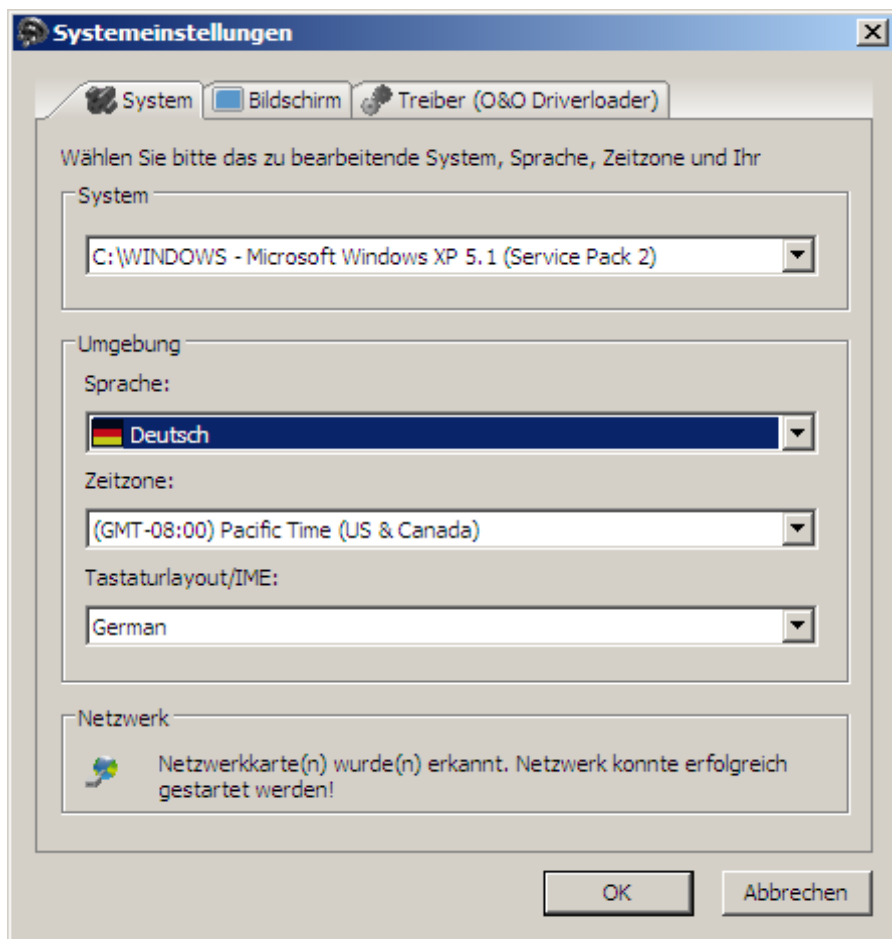 Systemeinstellungen
System
Bildschirm
Treiber (O&O Driverloader)
Wählen Sie bitte das zu bearbeitende System, Sprache, Zeitzone und Ihr
System
C:\WINDOWS - Microsoft Windows XP 5.1 (Service Pack 2)
Umgebung
Sprache:
Deutsch
Zeitzone:
(GMT-08:00) Pacific Time (US & Canada)
Tastaturlayout/IME:
German
Netzwerk
Netzwerkkarte(n) wurde(n) erkannt. Netzwerk konnte erfolgreich
gestartet werden!
OK
Abbrechen